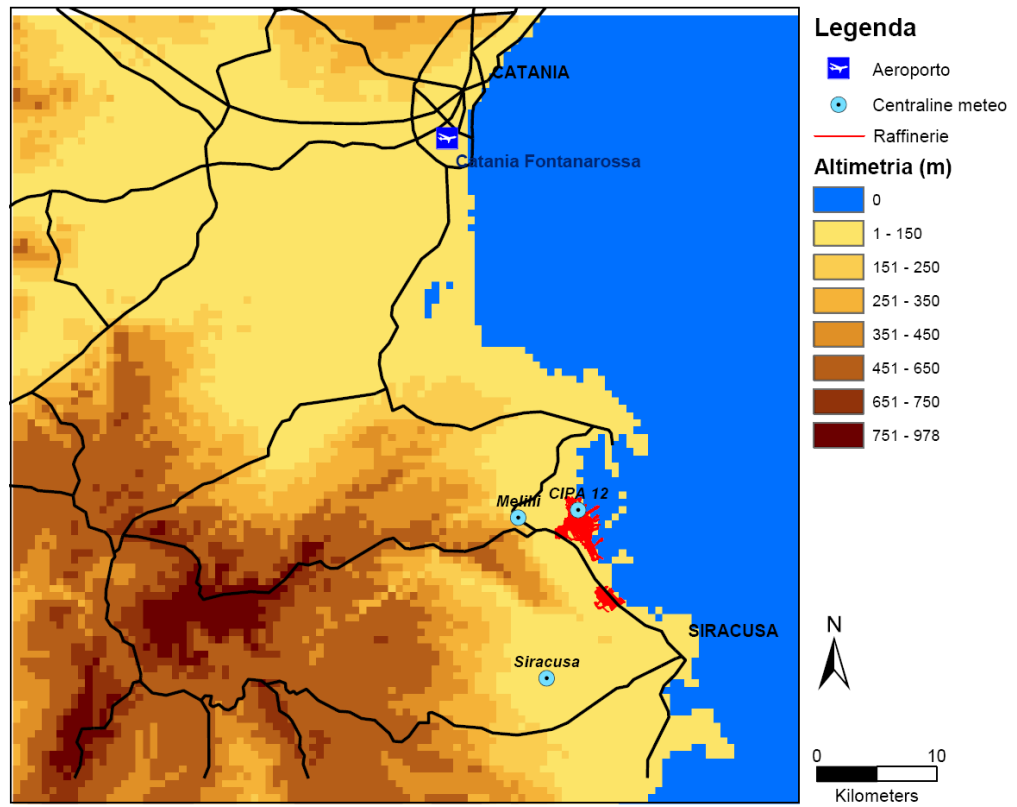 CATANIA
Catania Fontanarossa
Melilli
CIPA 12
SIRACUSA
Siracusa
Legenda
Aeroporto
Centraline meteo
Raffinerie
Altimetria (m)
0
1 - 150
151 - 250
251 - 350
351 - 450
451 - 650
651 - 750
751 - 978
N
0 10
Kilometers